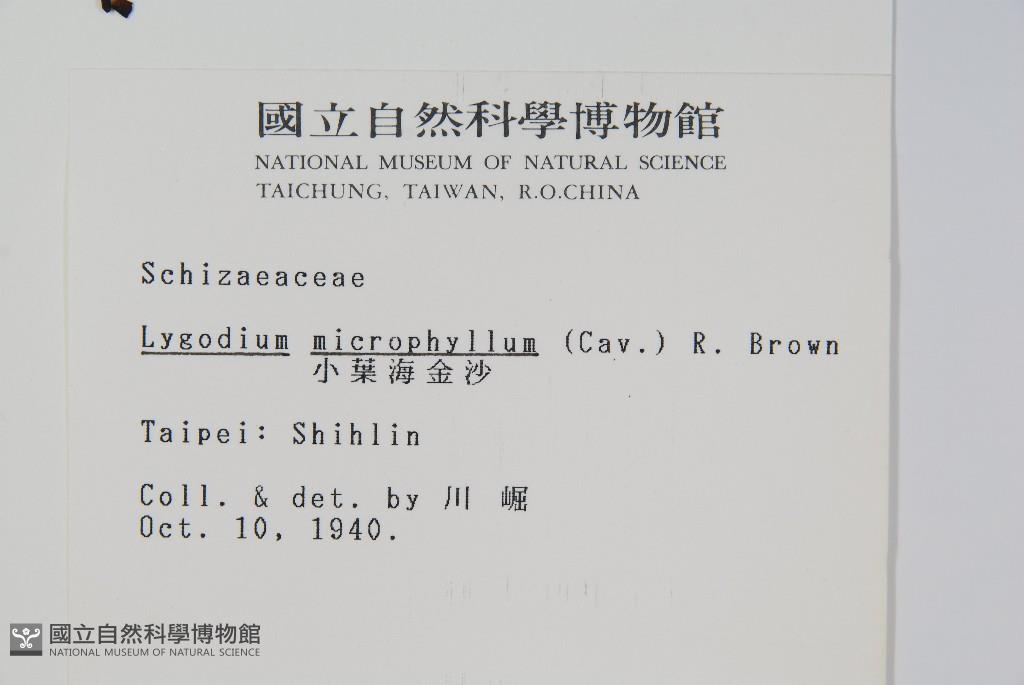 國立自然科學博物館
NATIONAL MUSEUM OF NATURAL SCIENCE
TAICHUNG, TAIWAN, R.O.CHINA
Schizaeaceae
Lygodium microphyllum (Cav.) R. Brown
小葉海金沙
Taipei: Shihlin
Coll. & det. by 川 崛
Oct. 10, 1940.
國立自然科學博物館
NATIONAL MUSEUM OF NATURAL SCIENCE